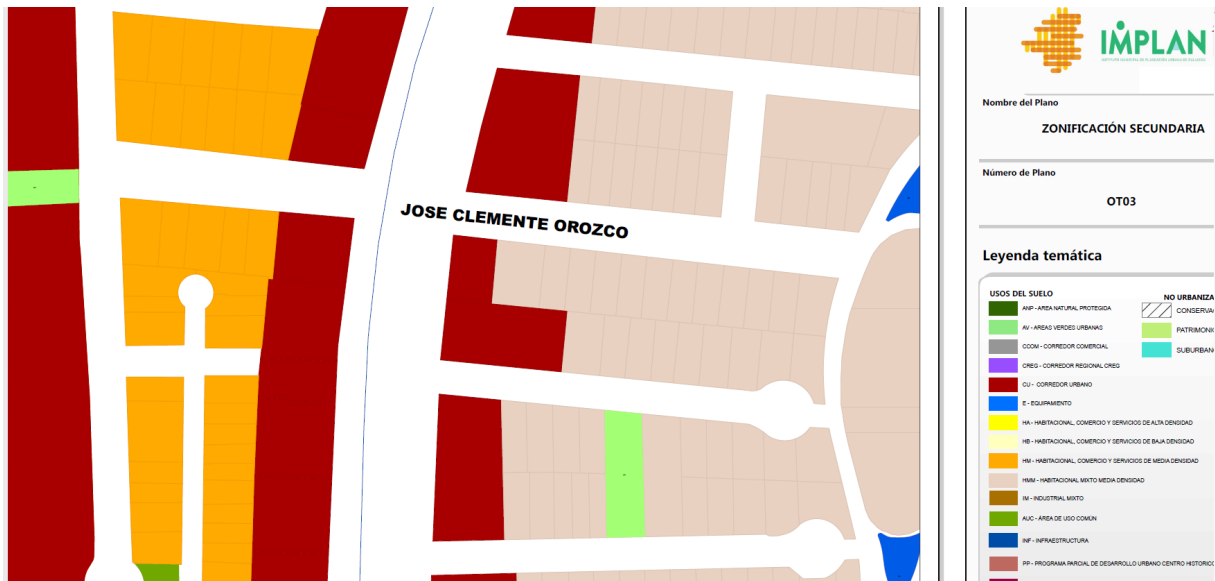 JOSE CLEMENTE OROZCO
IMPLAN
Nombre del Plano
ZONIFICACIÓN SECUNDARIA
Número de Plano
OT03
Leyenda temática
USOS DEL SUELO
ANP - AREA NATURAL PROTEGIDA
AV - AREAS VERDES URBANAS
CCOM - CORREDOR COMERCIAL
CREG - CORREDOR REGIONAL CREG
CU - CORREDOR URBANO
E - EQUIPAMIENTO
HA - HABITACIONAL, COMERCIO Y SERVICIOS DE ALTA DENSIDAD
HB - HABITACIONAL, COMERCIO Y SERVICIOS DE BAJA DENSIDAD
HM - HABITACIONAL, COMERCIO Y SERVICIOS DE MEDIA DENSIDAD
HMM - HABITACIONAL MIXTO MEDIA DENSIDAD
IM - INDUSTRIAL MIXTO
AUC - ÁREA DE USO COMÚN
INF - INFRAESTRUCTURA
PP - PROGRAMA PARCIAL DE DESARROLLO URBANO CENTRO HISTORICO
NO URBANIZA
CONSERVA
PATRIMONI
SUBURBAN